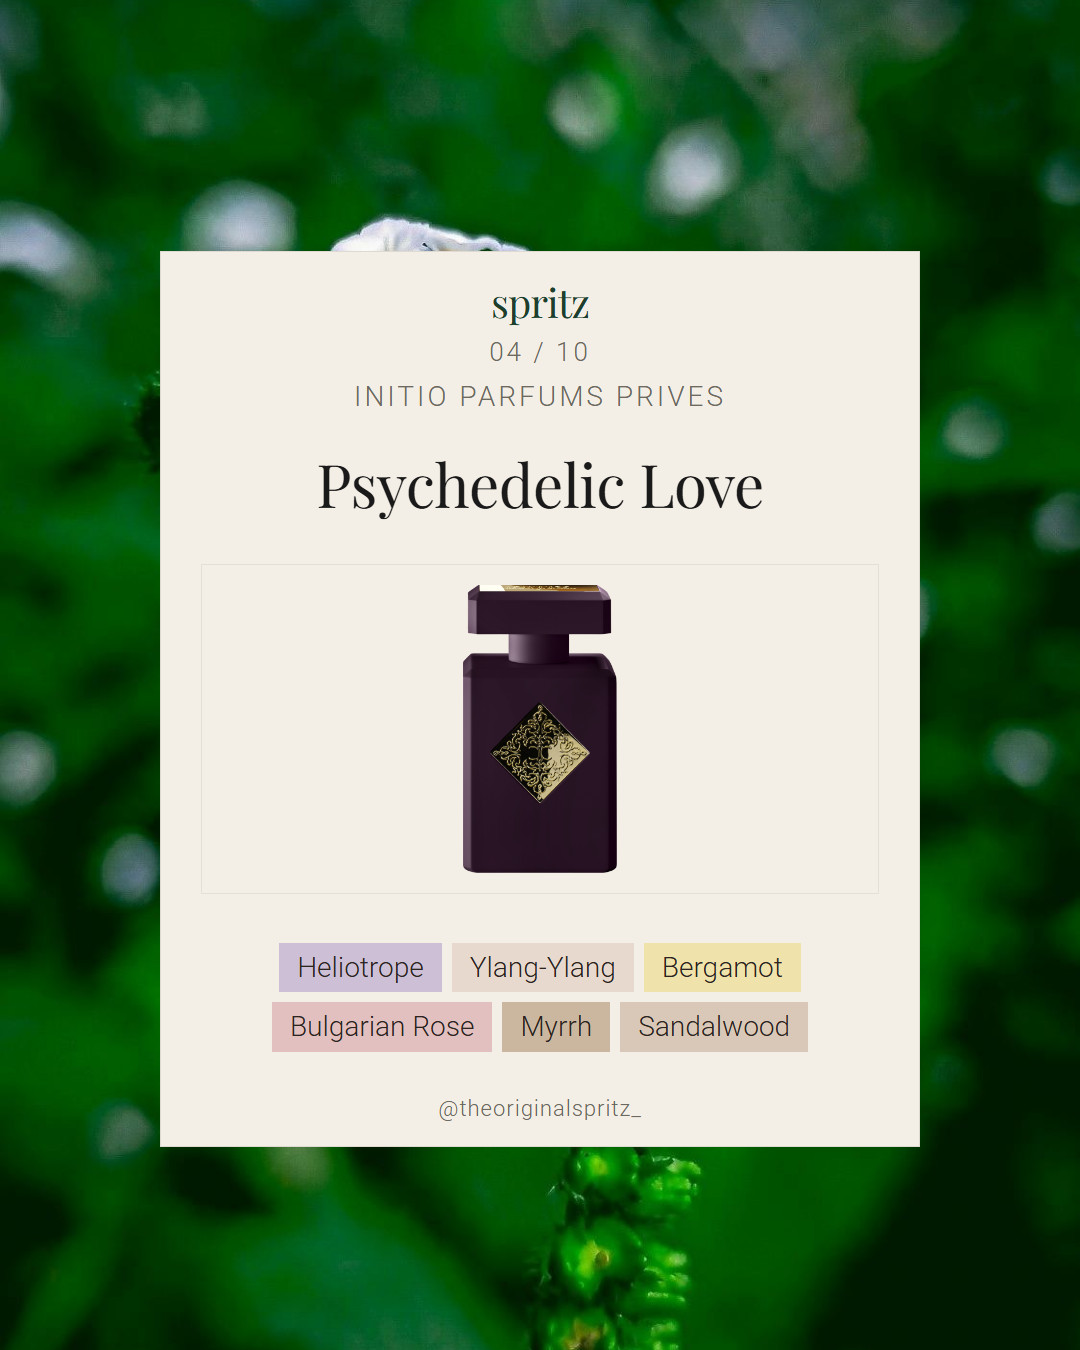 spritz
04 / 10
INITIO PARFUMS PRIVES
Psychedelic Love
Heliotrope Ylang-Ylang Bergamot
Bulgarian Rose Myrrh Sandalwood
@theoriginalspritz_